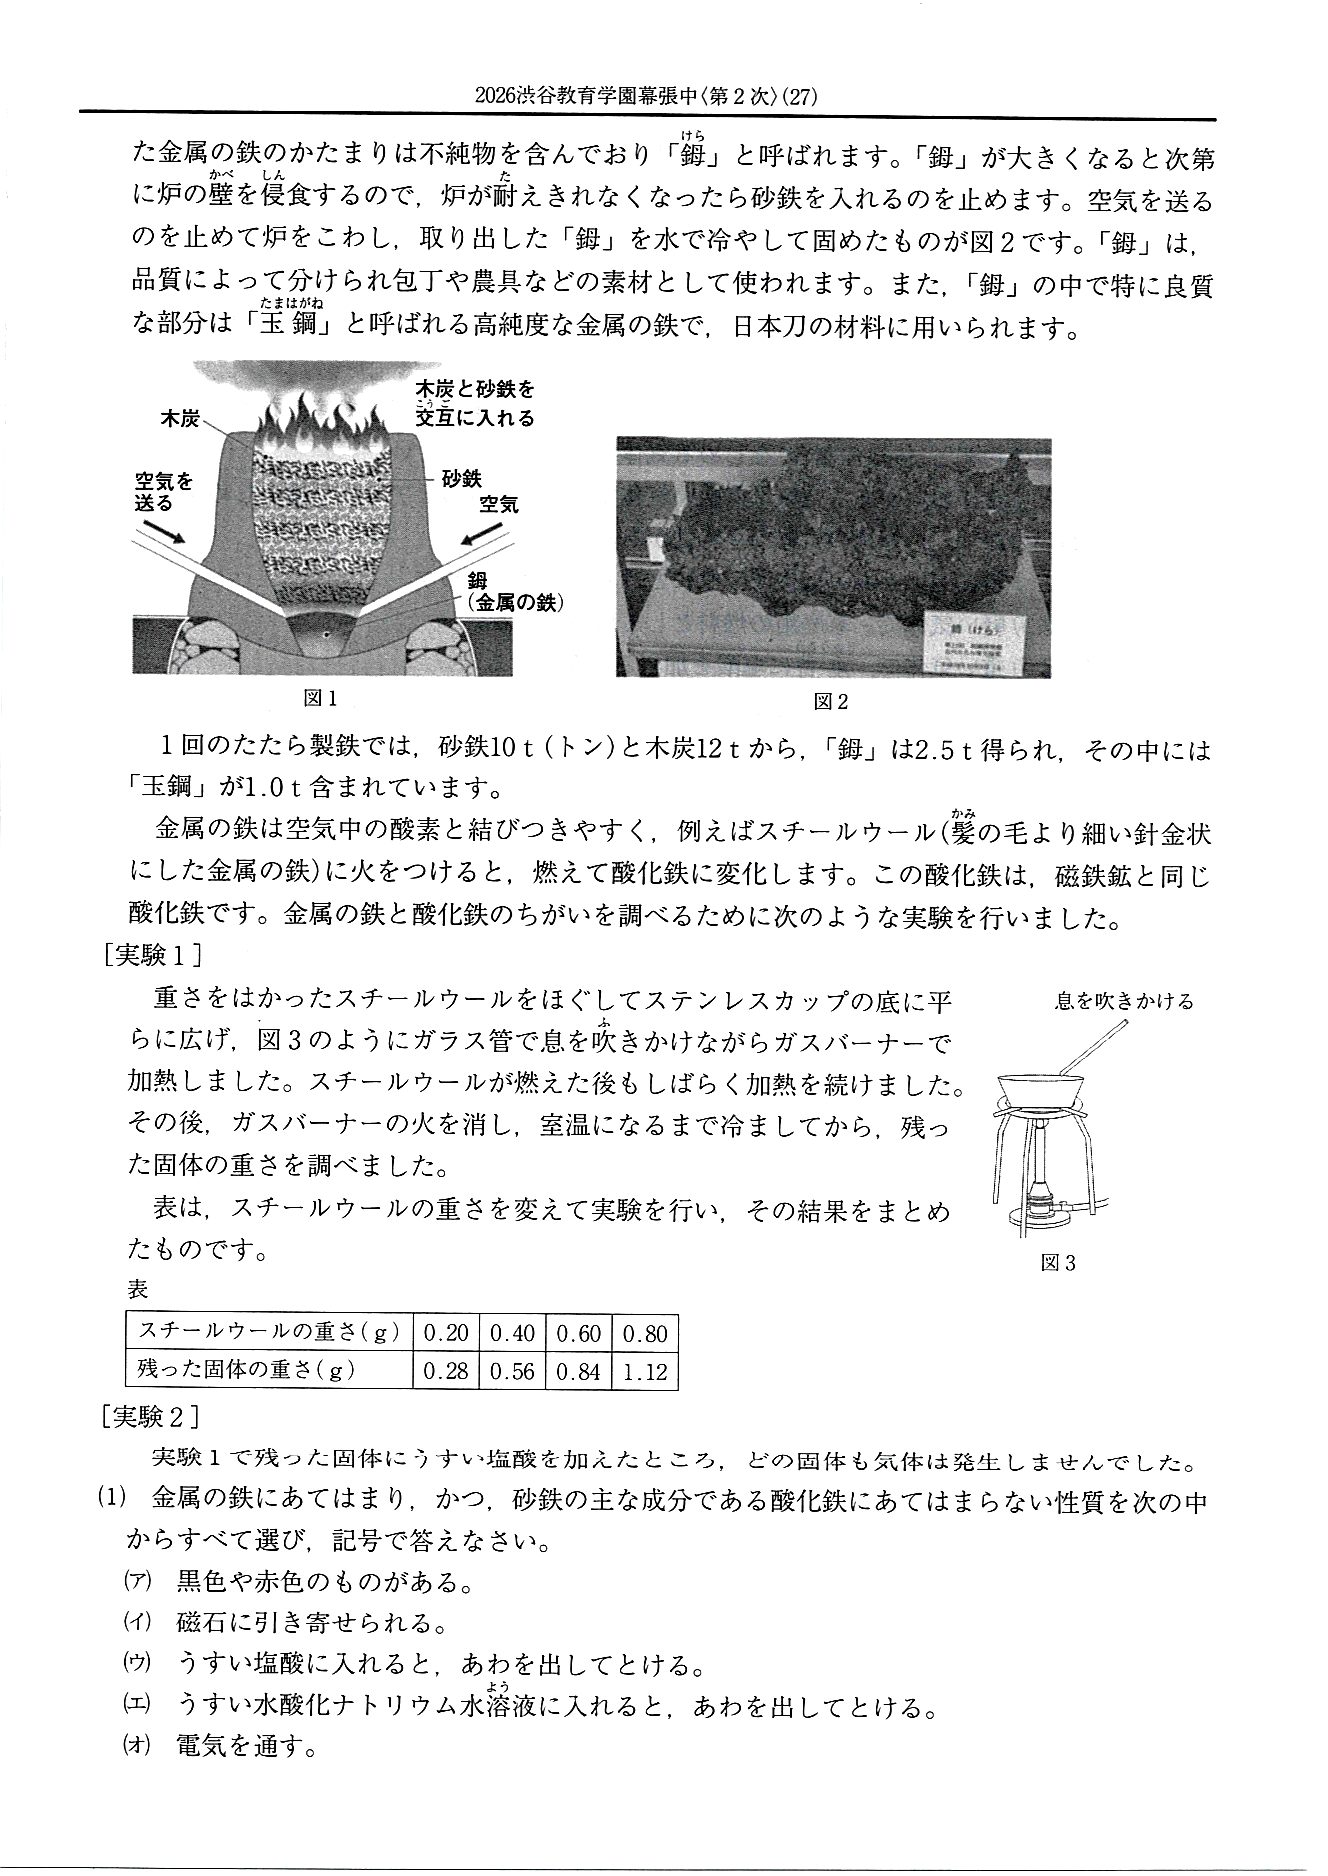 2026渋谷教育学園幕張中〈第2次〉(27)
た金属の鉄のかたまりは不純物を含んでおり「鉧」と呼ばれます。「鉧」が大きくなると次第
に炉の壁を侵食するので，炉が耐えきれなくなったら砂鉄を入れるのを止めます。空気を送る
のを止めて炉をこわし，取り出した「鉧」を水で冷やして固めたものが図2です。「鉧」は，
品質によって分けられ包丁や農具などの素材として使われます。また，「鉧」の中で特に良質
な部分は「玉鋼」と呼ばれる高純度な金属の鉄で，日本刀の材料に用いられます。
木炭
木炭と砂鉄を
交互に入れる
空気を
送る
砂鉄
空気
鉧
(金属の鉄)
図1
鉧(けら)
図2
1回のたたら製鉄では，砂鉄10t(トン)と木炭12tから，「鉧」は2.5t得られ，その中には
「玉鋼」が1.0t含まれています。
金属の鉄は空気中の酸素と結びつきやすく，例えばスチールウール(髪の毛より細い針金状
にした金属の鉄)に火をつけると，燃えて酸化鉄に変化します。この酸化鉄は，磁鉄鉱と同じ
酸化鉄です。金属の鉄と酸化鉄のちがいを調べるために次のような実験を行いました。
[実験1]
重さをはかったスチールウールをほぐしてステンレスカップの底に平
らに広げ，図3のようにガラス管で息を吹きかけながらガスバーナーで
加熱しました。スチールウールが燃えた後もしばらく加熱を続けました。
その後，ガスバーナーの火を消し，室温になるまで冷ましてから，残っ
た固体の重さを調べました。
表は，スチールウールの重さを変えて実験を行い，その結果をまとめ
たものです。
息を吹きかける
図3
表
スチールウールの重さ(g) 0.20 0.40 0.60 0.80
残った固体の重さ(g) 0.28 0.56 0.84 1.12
[実験2]
実験1で残った固体にうすい塩酸を加えたところ，どの固体も気体は発生しませんでした。
(1) 金属の鉄にあてはまり，かつ，砂鉄の主な成分である酸化鉄にあてはまらない性質を次の中
からすべて選び，記号で答えなさい。
(ア) 黒色や赤色のものがある。
(イ) 磁石に引き寄せられる。
(ウ) うすい塩酸に入れると，あわを出してとける。
(エ) うすい水酸化ナトリウム水溶液に入れると，あわを出してとける。
(オ) 電気を通す。